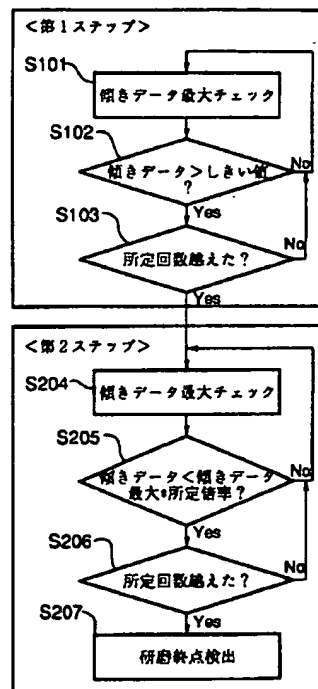 <第1ステップ>
S101
傾きデータ最大チェック
S102
傾きデータ>しきい値
?
No
Yes
S103
所定回数越えた?
No
Yes
<第2ステップ>
S204
傾きデータ最大チェック
S205
傾きデータ<傾きデータ
最大*所定倍率?
No
Yes
S206
所定回数越えた?
No
Yes
S207
研磨終点検出